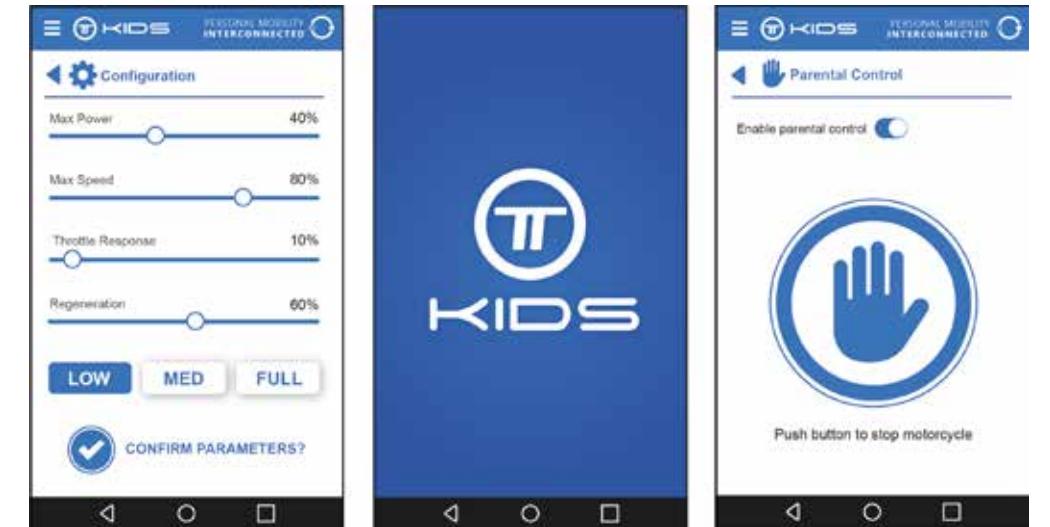 KIDS
PERSONAL MOBILITY
INTERCONNECTED
Configuration
Max Power 40%
Max Speed 80%
Throttle Response 10%
Regeneration 60%
LOW MED FULL
CONFIRM PARAMETERS?
KIDS
KIDS
PERSONAL MOBILITY
INTERCONNECTED
Parental Control
Enable parental control
Push button to stop motorcycle